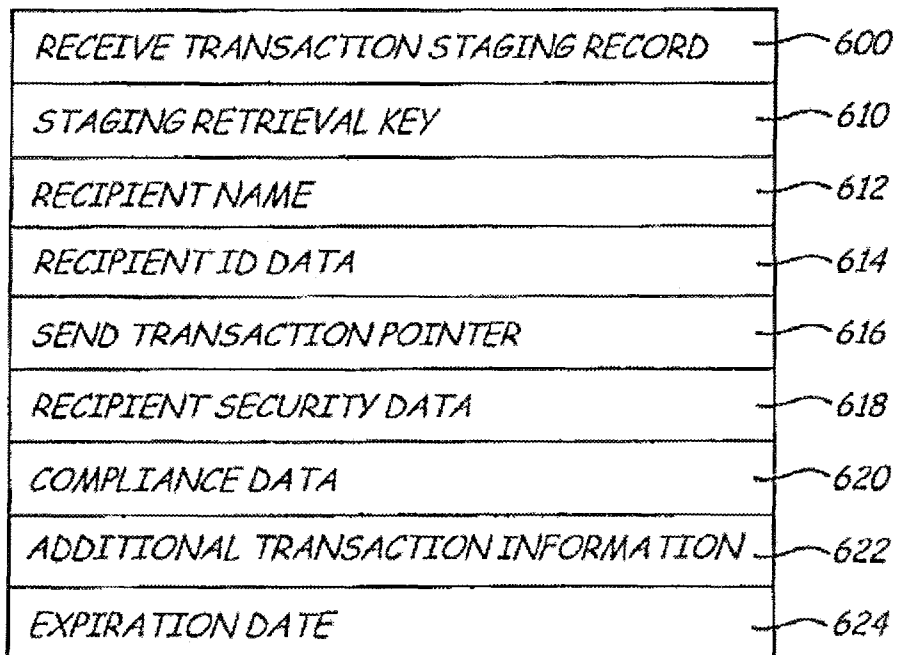 RECEIVE TRANSACTION STAGING RECORD 600
STAGING RETRIEVAL KEY 610
RECIPIENT NAME 612
RECIPIENT ID DATA 614
SEND TRANSACTION POINTER 616
RECIPIENT SECURITY DATA 618
COMPLIANCE DATA 620
ADDITIONAL TRANSACTION INFORMATION 622
EXPIRATION DATE 624